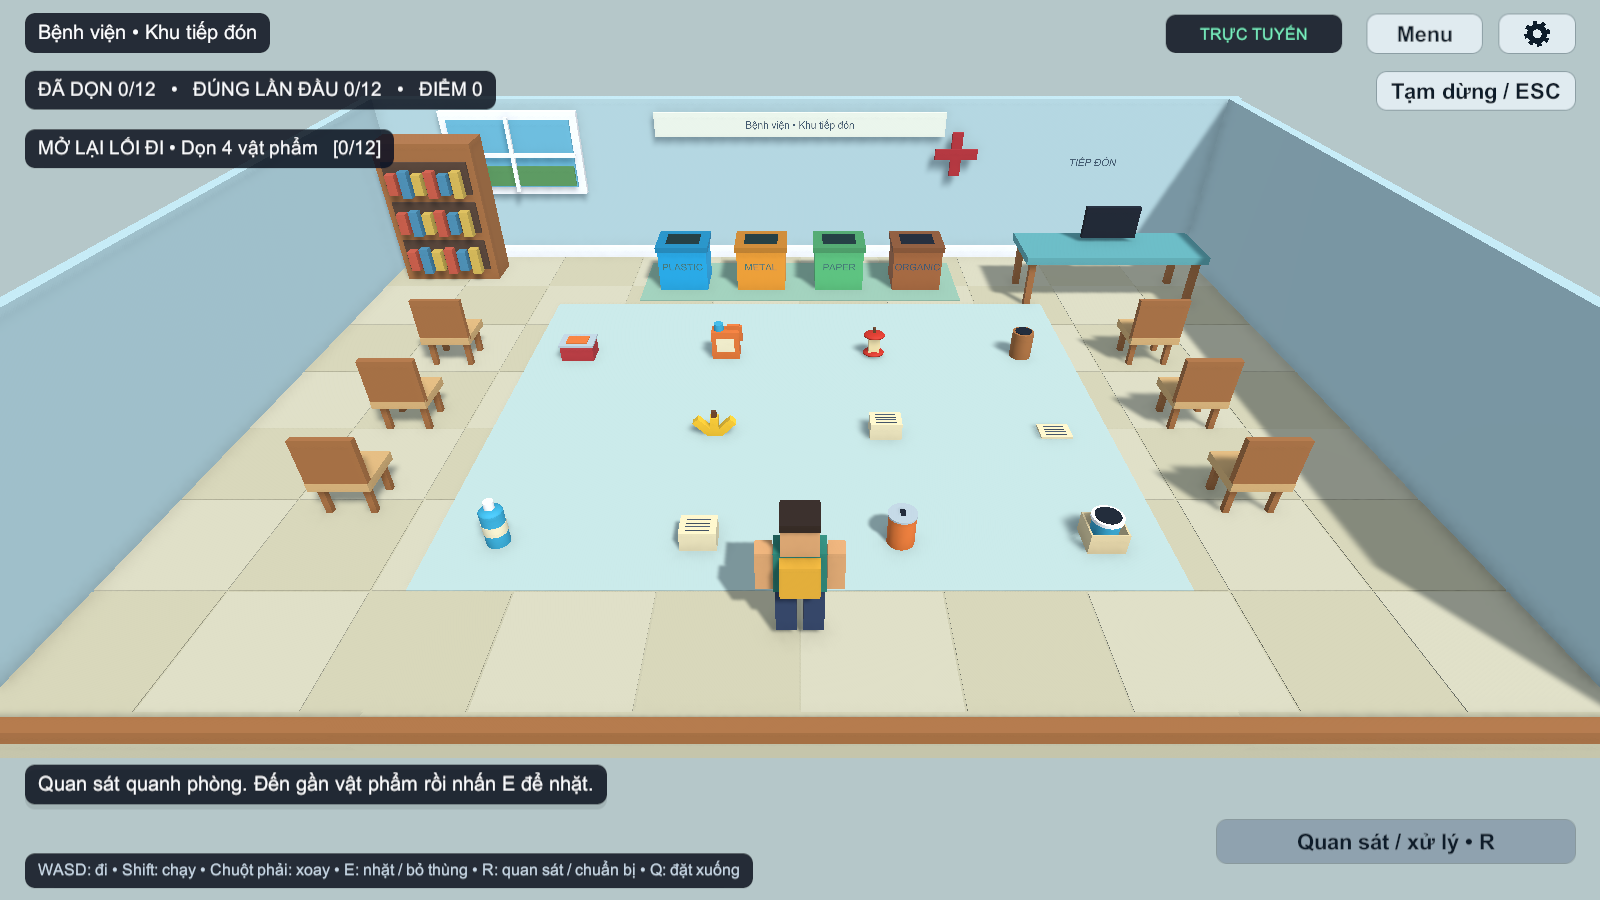 Bệnh viện • Khu tiếp đón
TRỰC TUYẾN
Menu
ĐÃ DỌN 0/12 • ĐÚNG LẦN ĐẦU 0/12 • ĐIỂM 0
Tạm dừng / ESC
MỞ LẠI LỐI ĐI • Dọn 4 vật phẩm [0/12]
Bệnh viện • Khu tiếp đón
TIẾP ĐÓN
PLASTIC
METAL
PAPER
ORGANIC
Quan sát quanh phòng. Đến gần vật phẩm rồi nhấn E để nhặt.
Quan sát / xử lý • R
WASD: đi • Shift: chạy • Chuột phải: xoay • E: nhặt / bỏ thùng • R: quan sát / chuẩn bị • Q: đặt xuống